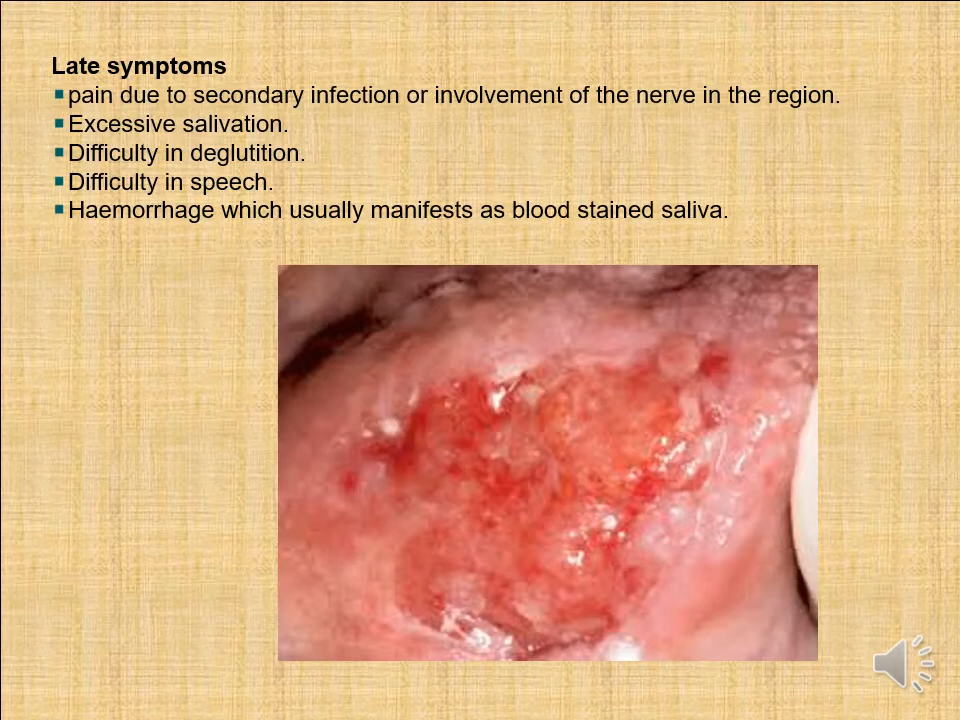 Late symptoms
▪pain due to secondary infection or involvement of the nerve in the region.
▪Excessive salivation.
▪Difficulty in deglutition.
▪Difficulty in speech.
▪Haemorrhage which usually manifests as blood stained saliva.